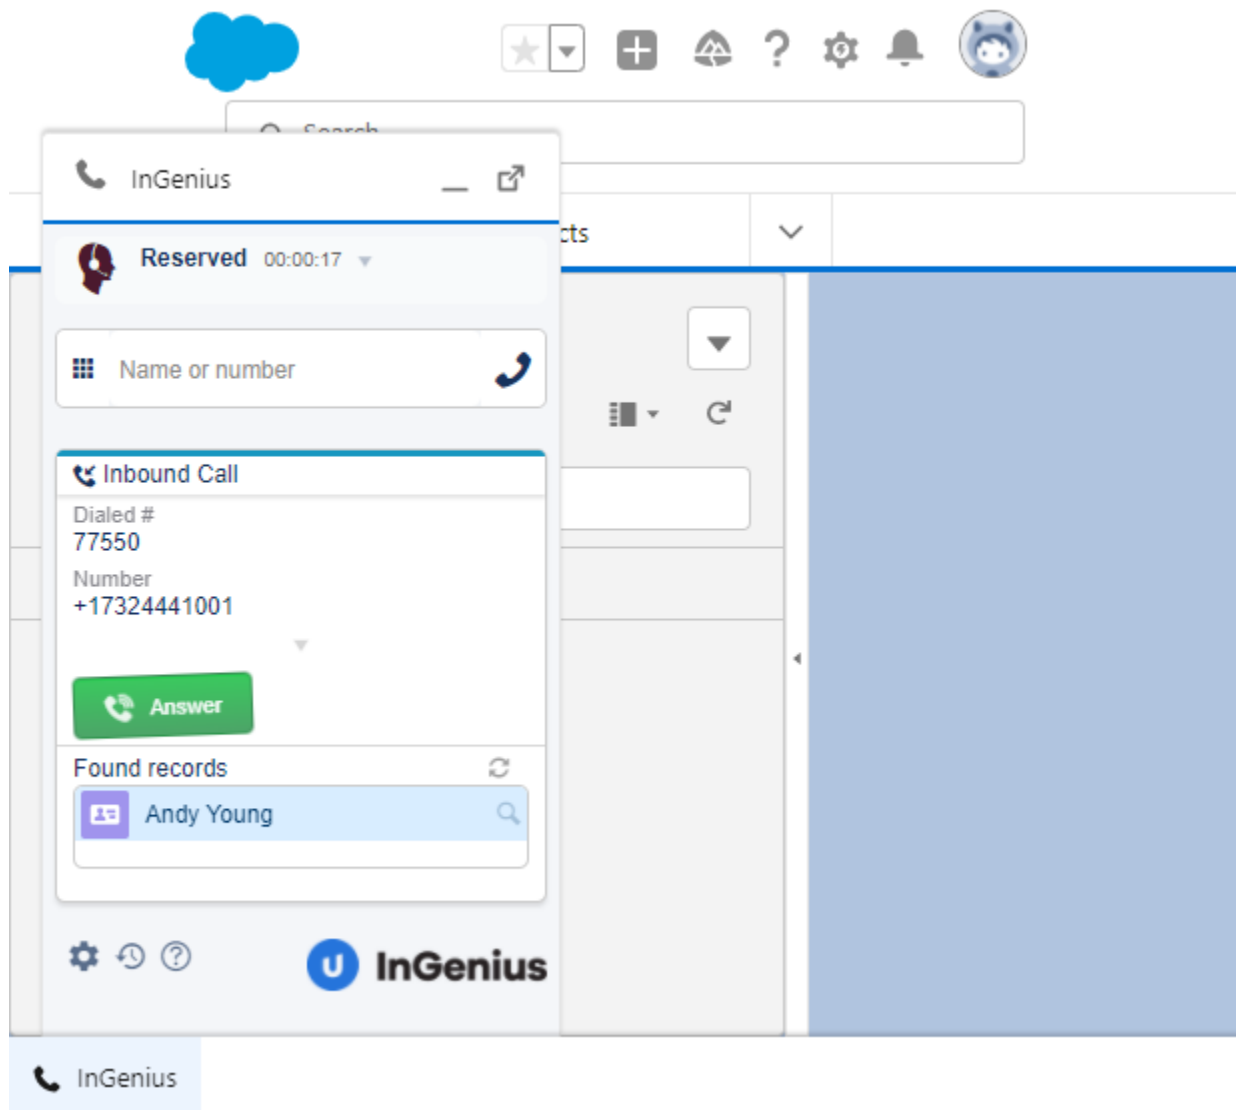 Search
InGenius
cts
Reserved 00:00:17
Name or number
Inbound Call
Dialed #
77550
Number
+17324441001
Answer
Found records
Andy Young
InGenius
InGenius